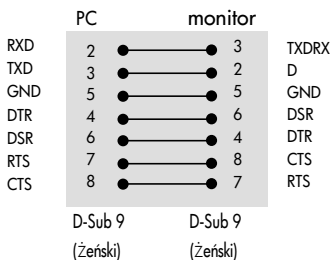 PC monitor
RXD 2 3 TXDRX
TXD 3 2 D
GND 5 5 GND
DTR 4 6 DSR
DSR 6 4 DTR
RTS 7 8 CTS
CTS 8 7 RTS
D-Sub 9 D-Sub 9
(Żeński) (Żeński)